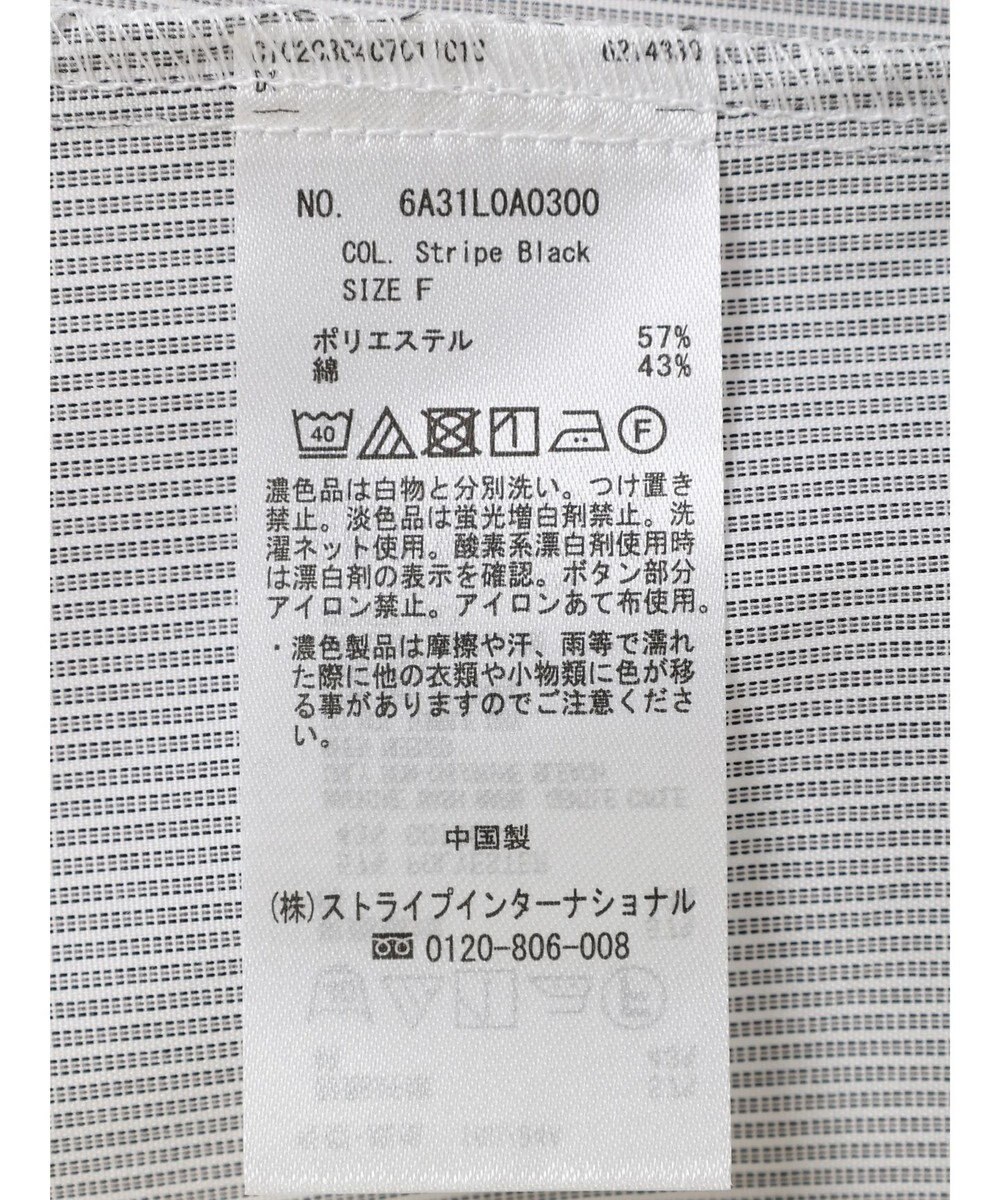 NO. 6A31L0A0300
COL. Stripe Black
SIZE F
ポリエステル 57%
綿 43%
40
F
濃色品は白物と分別洗い。つけ置き
禁止。淡色品は蛍光増白剤禁止。洗
濯ネット使用。酸素系漂白剤使用時
は漂白剤の表示を確認。ボタン部分
アイロン禁止。アイロンあて布使用。
・濃色製品は摩擦や汗、雨等で濡れ
た際に他の衣類や小物類に色が移
る事がありますのでご注意くださ
い。
中国製
(株)ストライプインターナショナル
0120-806-008